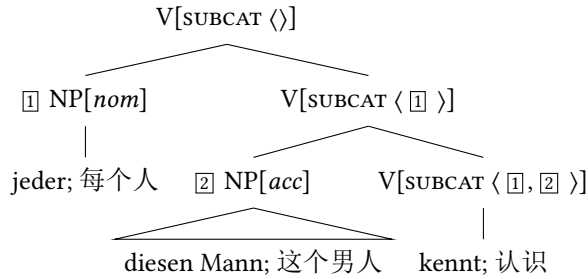 V[SUBCAT ⟨⟩]
1 NP[nom] V[SUBCAT ⟨ 1 ⟩]
jeder; 每个人 2 NP[acc] V[SUBCAT ⟨ 1, 2 ⟩]
diesen Mann; 这个男人 kennt; 认识